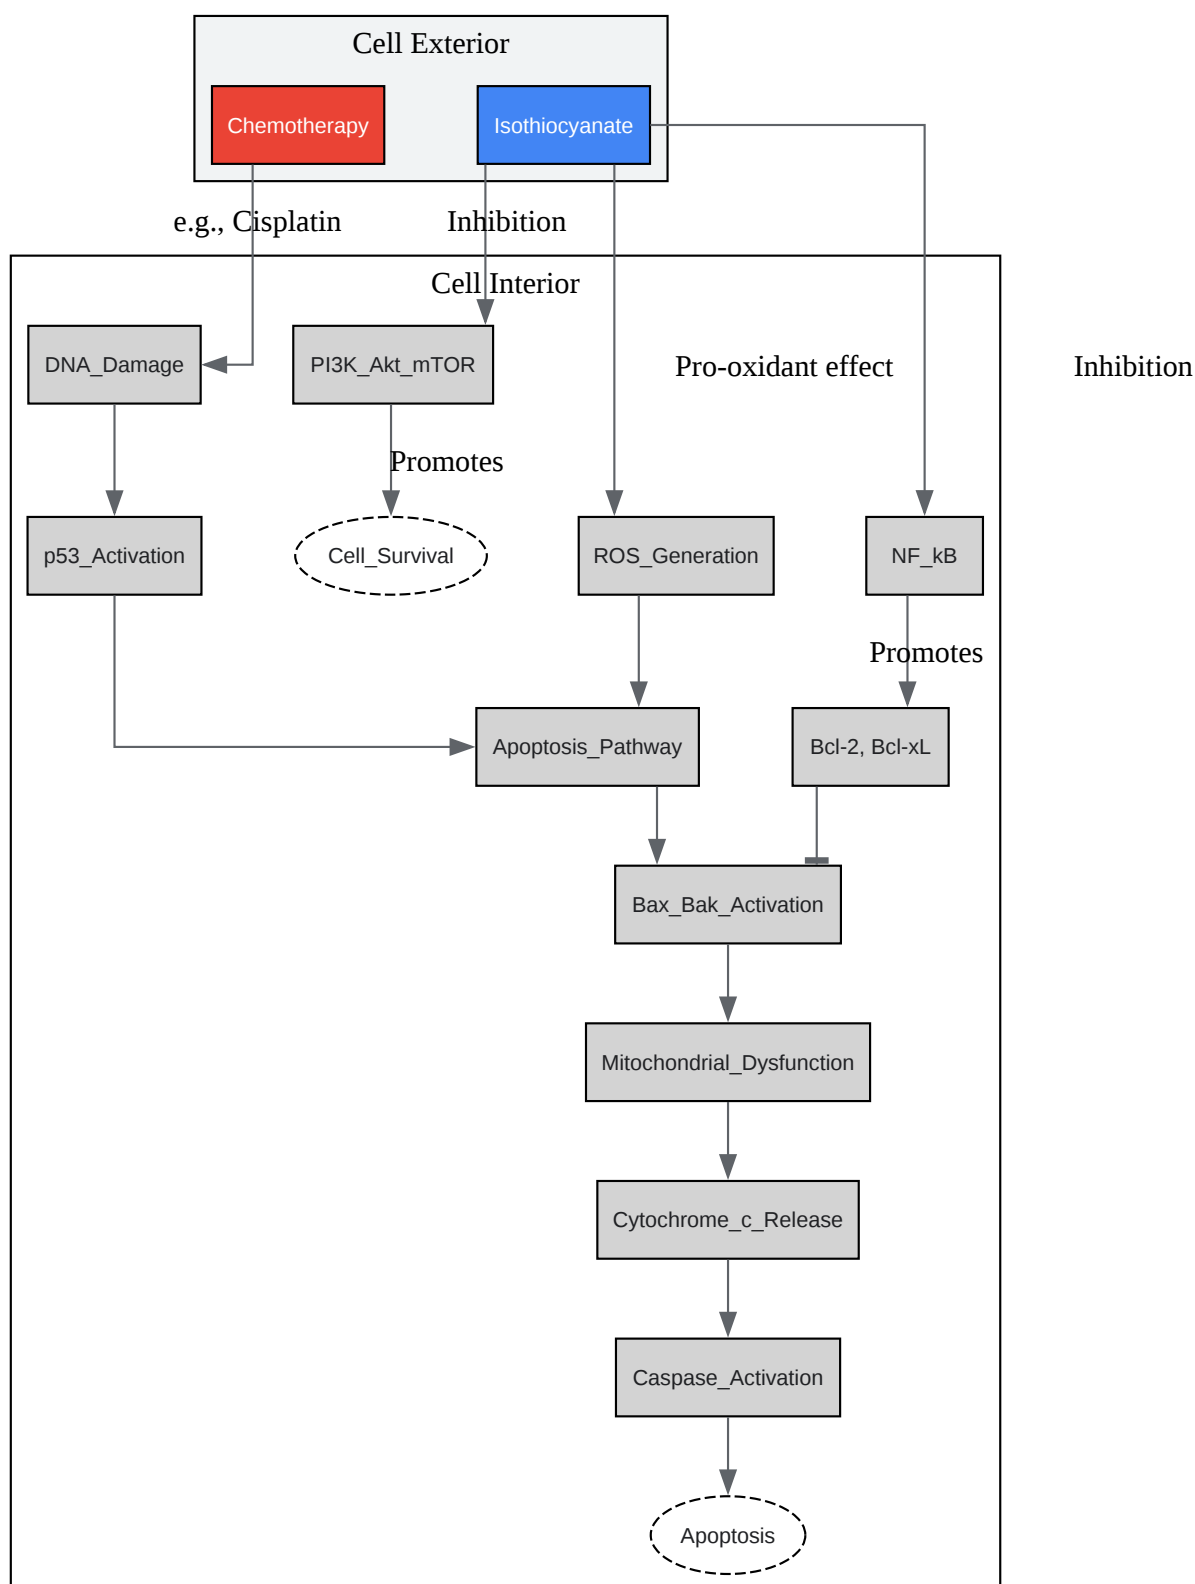 Cell Exterior
Chemotherapy
Isothiocyanate
e.g., Cisplatin
Inhibition
Cell Interior
DNA_Damage
PI3K_Akt_mTOR
Pro-oxidant effect
Inhibition
Promotes
p53_Activation
Cell_Survival
ROS_Generation
NF_kB
Promotes
Apoptosis_Pathway
Bcl-2, Bcl-xL
Bax_Bak_Activation
Mitochondrial_Dysfunction
Cytochrome_c_Release
Caspase_Activation
Apoptosis